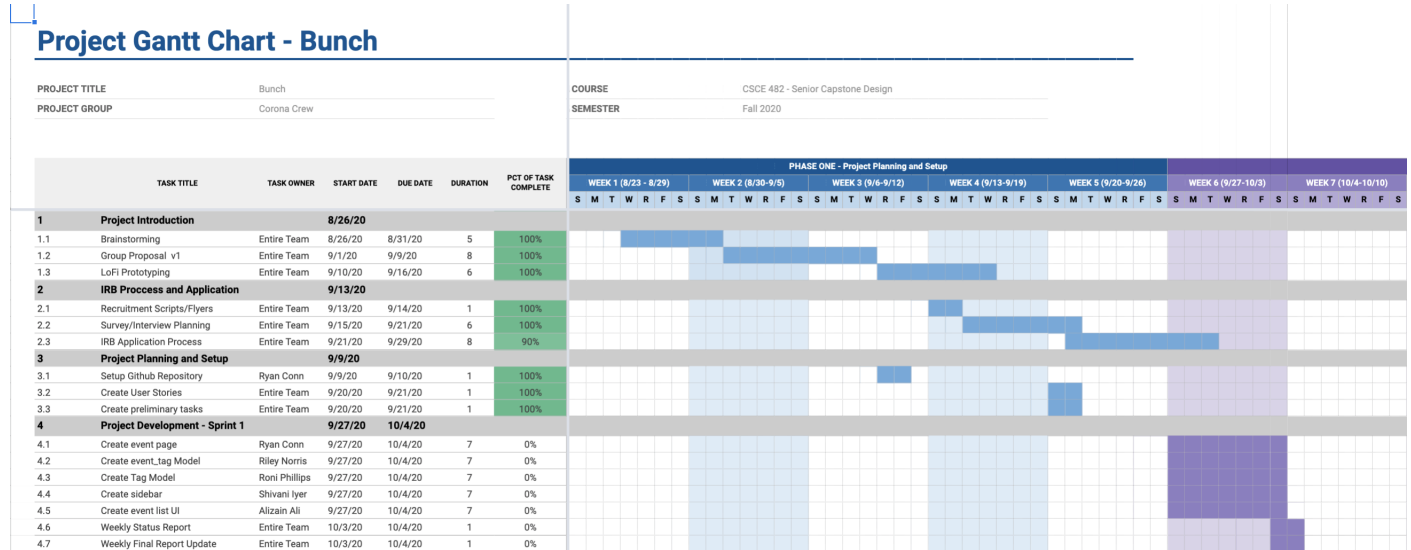 Project Gantt Chart - Bunch
PROJECT TITLE Bunch COURSE CSCE 482 - Senior Capstone Design
PROJECT GROUP Corona Crew SEMESTER Fall 2020
PHASE ONE - Project Planning and Setup
TASK TITLE TASK OWNER START DATE DUE DATE DURATION PCT OF TASK COMPLETE
WEEK 1 (8/23 - 8/29) WEEK 2 (8/30-9/5) WEEK 3 (9/6-9/12) WEEK 4 (9/13-9/19) WEEK 5 (9/20-9/26) WEEK 6 (9/27-10/3) WEEK 7 (10/4-10/10)
S M T W R F S S M T W R F S S M T W R F S S M T W R F S S M T W R F S S M T W R F S S M T W R F S
1 Project Introduction 8/26/20
1.1 Brainstorming Entire Team 8/26/20 8/31/20 5 100%
1.2 Group Proposal v1 Entire Team 9/1/20 9/9/20 8 100%
1.3 LoFi Prototyping Entire Team 9/10/20 9/16/20 6 100%
2 IRB Proccess and Application 9/13/20
2.1 Recruitment Scripts/Flyers Entire Team 9/13/20 9/14/20 1 100%
2.2 Survey/Interview Planning Entire Team 9/15/20 9/21/20 6 100%
2.3 IRB Application Process Entire Team 9/21/20 9/29/20 8 90%
3 Project Planning and Setup 9/9/20
3.1 Setup Github Repository Ryan Conn 9/9/20 9/10/20 1 100%
3.2 Create User Stories Entire Team 9/20/20 9/21/20 1 100%
3.3 Create preliminary tasks Entire Team 9/20/20 9/21/20 1 100%
4 Project Development - Sprint 1 9/27/20 10/4/20
4.1 Create event page Ryan Conn 9/27/20 10/4/20 7 0%
4.2 Create event_tag Model Riley Norris 9/27/20 10/4/20 7 0%
4.3 Create Tag Model Roni Phillips 9/27/20 10/4/20 7 0%
4.4 Create sidebar Shivani Iyer 9/27/20 10/4/20 7 0%
4.5 Create event list UI Alizain Ali 9/27/20 10/4/20 7 0%
4.6 Weekly Status Report Entire Team 10/3/20 10/4/20 1 0%
4.7 Weekly Final Report Update Entire Team 10/3/20 10/4/20 1 0%